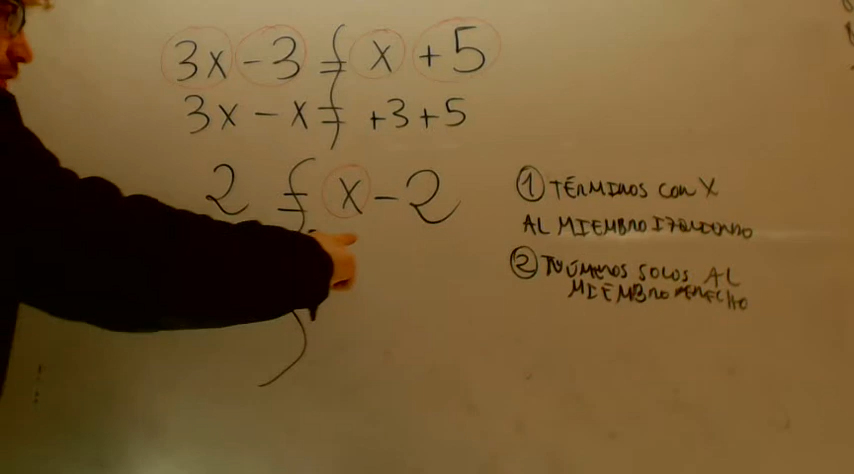 3x - 3 = x + 5
3x - x = +3 + 5
2 = x - 2
① TÉRMINOS CON X
AL MIEMBRO IZQUIERDO
② NÚMEROS SOLOS AL
MIEMBRO DERECHO